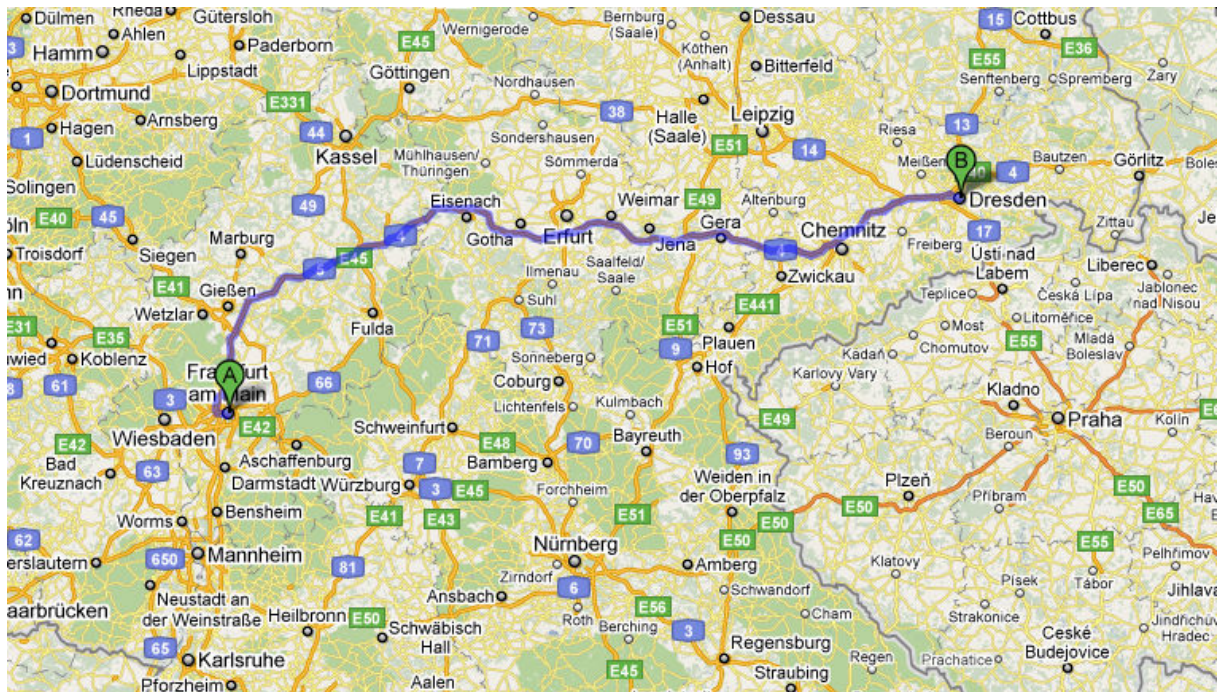 Dülmen
Rheda
Gütersloh
E45
Wernigerode
Bernburg
(Saale)
Dessau
15
Cottbus
Ahlen
Hamm
Paderborn
Köthen
(Anhalt)
E55
E36
3
Lippstadt
Göttingen
Bitterfeld
Senftenberg
Spremberg
Zary
Dortmund
E331
Nordhausen
38
Halle
(Saale)
Leipzig
Hagen
Arnsberg
44
Sondershausen
Riesa
13
1
Kassel
E51
14
Lüdenscheid
Mühlhausen/
Thüringen
Sömmerda
Meißen
B
Bautzen
Görlitz
Solingen
4
E40
45
49
Eisenach
Weimar
E49
Altenburg
Dresden
Gotha
Erfurt
Jena
Gera
Chemnitz
17
Zittau
Troisdorf
Siegen
Marburg
4
E45
5
Ilmenau
Saalfeld/
Saale
4
Freiberg
Ústí nad
Labem
Liberec
E41
Gießen
Suhl
Zwickau
Teplice
Česká Lípa
Jablonec
nad Nisou
Wetzlar
Fulda
E441
Litoměřice
E31
E35
73
E51
Plauen
Most
Chomutov
E55
Mladá
Boleslav
Koblenz
71
9
Kadaň
61
Frankfurt
am Main
A
66
Sonneberg
Hof
Karlovy Vary
Kladno
3
Coburg
Lichtenfels
Kulmbach
E49
Praha
Kolín
Wiesbaden
E42
E42
Schweinfurt
E48
70
Bayreuth
Beroun
Bad
Kreuznach
63
Aschaffenburg
7
Bamberg
93
Weiden in
der Oberpfalz
Plzeň
Darmstadt
Würzburg
3
E45
Forchheim
Příbram
E50
Worms
Bensheim
E41
E43
E51
E50
E50
E65
62
650
Mannheim
Nürnberg
E50
E55
Pelhřimov
81
Zirndorf
Amberg
Klatovy
Tábor
Neustadt an
der Weinstraße
Heilbronn
E50
Ansbach
6
Roth
E56
Schwandorf
Písek
Jihlava
Strakonice
65
Schwäbisch
Hall
Berching
3
Cham
Karlsruhe
Regensburg
České
Budejovice
Prachatice
Jindřichův
Hradec
Pforzheim
Aalen
E45
Straubing
Regen